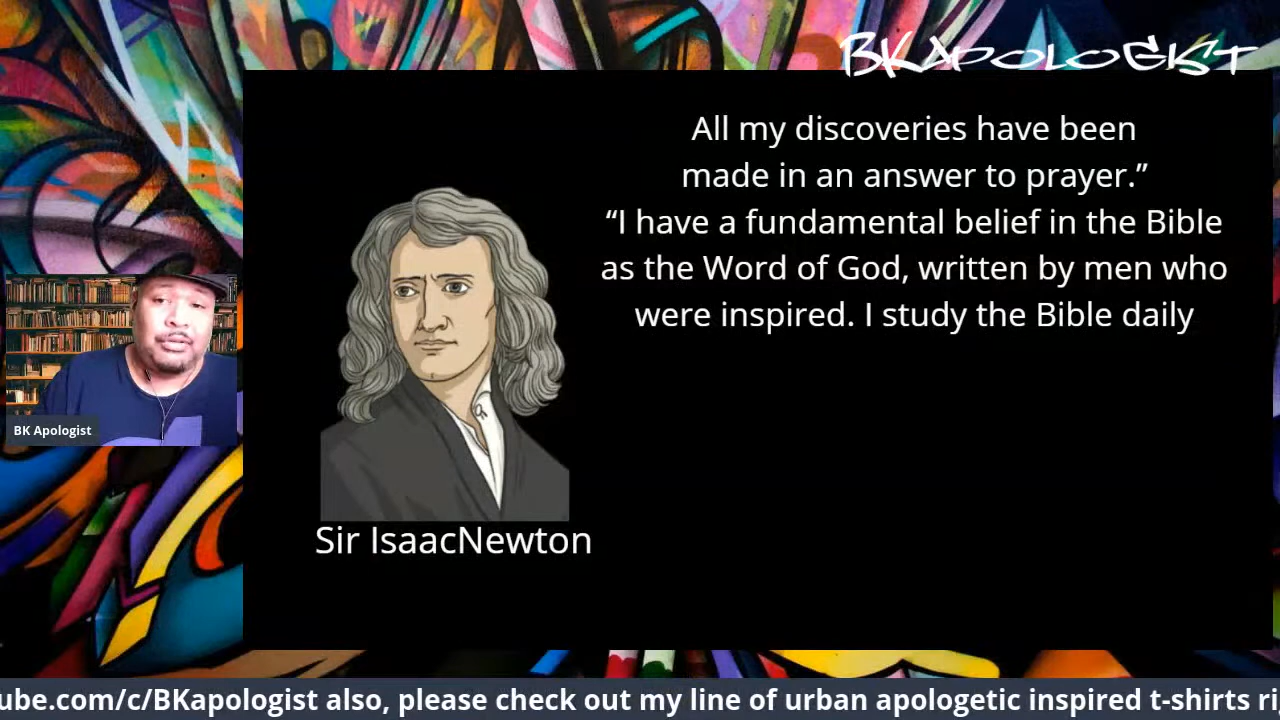 BKAPOLOGIST
All my discoveries have been
made in an answer to prayer.”
“I have a fundamental belief in the Bible
as the Word of God, written by men who
were inspired. I study the Bible daily
BK Apologist
Sir IsaacNewton
ube.com/c/BKapologist also, please check out my line of urban apologetic inspired t-shirts